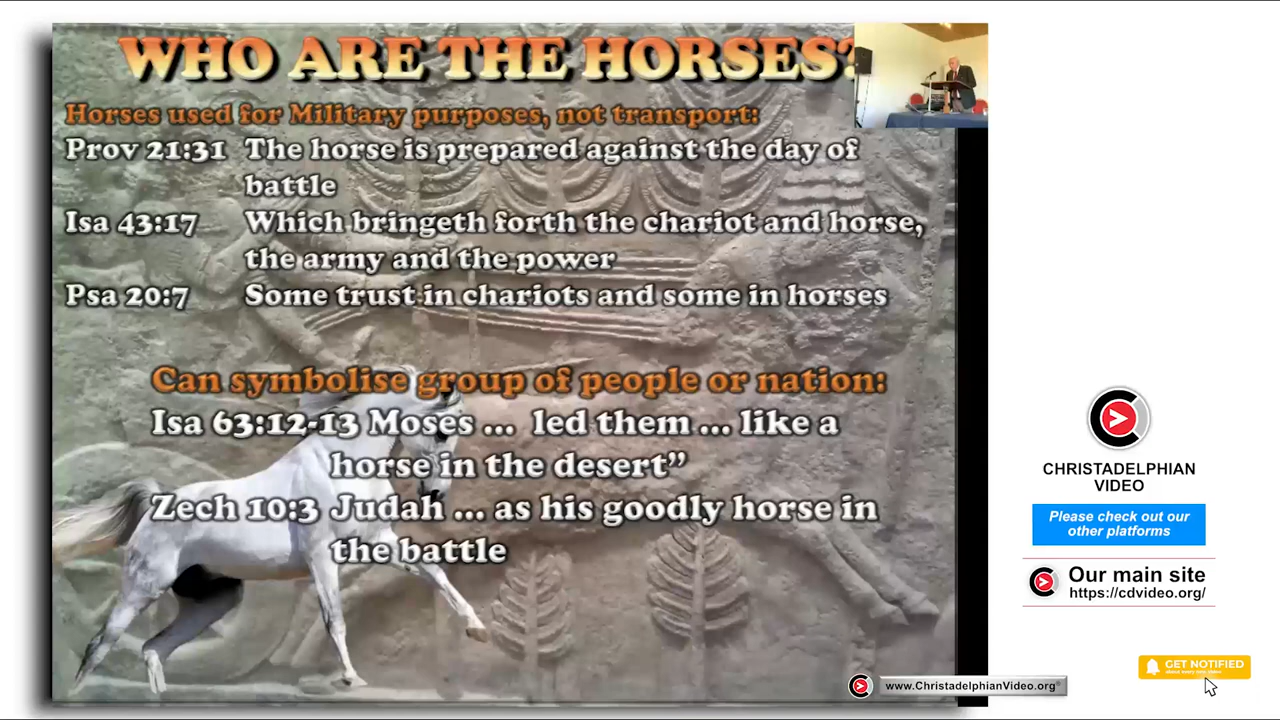 WHO ARE THE HORSES?
Horses used for Military purposes, not transport:
Prov 21:31 The horse is prepared against the day of
battle
Isa 43:17 Which bringeth forth the chariot and horse,
the army and the power
Psa 20:7 Some trust in chariots and some in horses
Can symbolise group of people or nation:
Isa 63:12-13 Moses ... led them ... like a
horse in the desert”
Zech 10:3 Judah ... as his goodly horse in
the battle
CHRISTADELPHIAN
VIDEO
Please check out our
other platforms
Our main site
https://cdvideo.org/
GET NOTIFIED
about every new video
www.ChristadelphianVideo.org